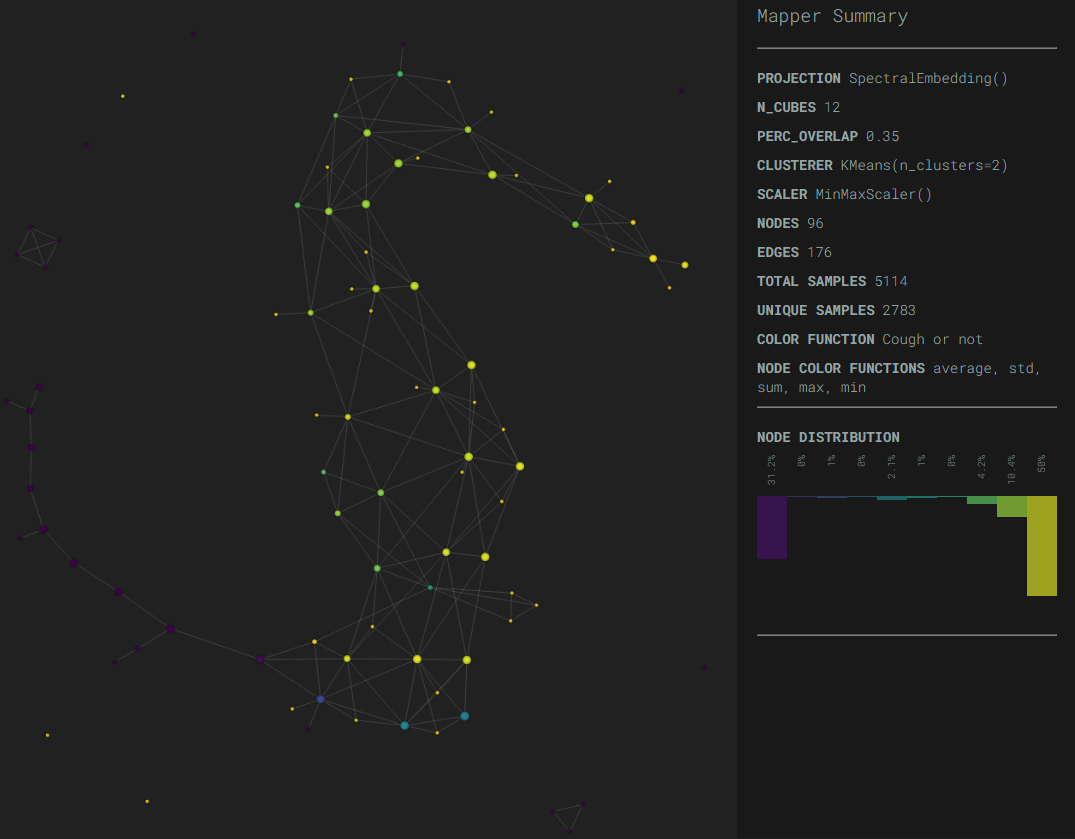 Mapper Summary
PROJECTION SpectralEmbedding()
N_CUBES 12
PERC_OVERLAP 0.35
CLUSTERER KMeans(n_clusters=2)
SCALER MinMaxScaler()
NODES 96
EDGES 176
TOTAL SAMPLES 5114
UNIQUE SAMPLES 2783
COLOR FUNCTION Cough or not
NODE COLOR FUNCTIONS average, std,
sum, max, min
NODE DISTRIBUTION
31.2%
0%
1%
0%
2.1%
1%
0%
4.2%
10.4%
50%